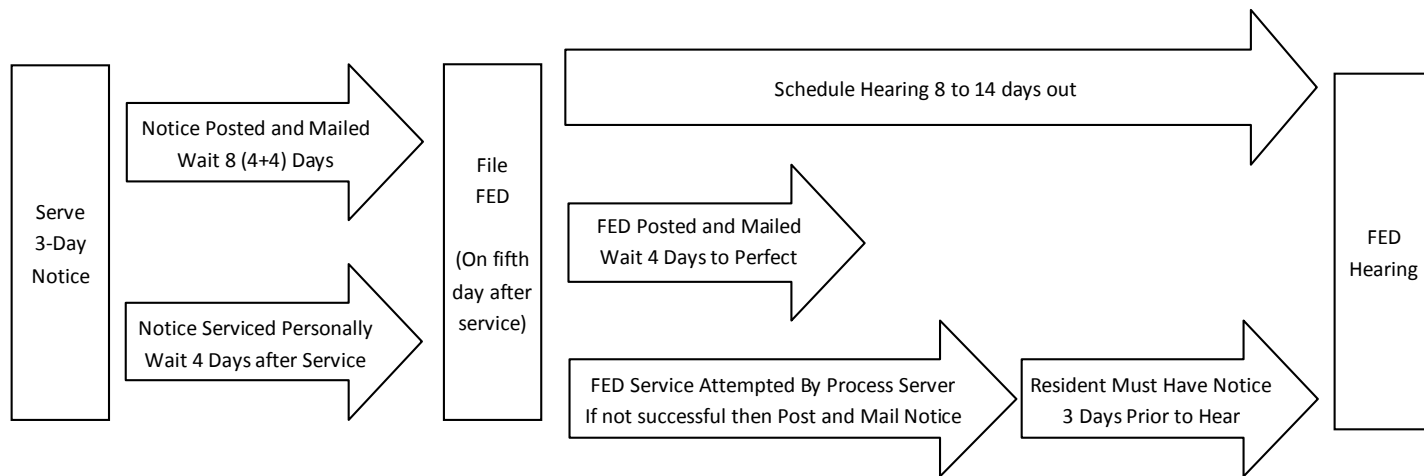 Serve
3-Day
Notice
Notice Posted and Mailed
Wait 8 (4+4) Days
Notice Serviced Personally
Wait 4 Days after Service
File
FED
(On fifth
day after
service)
Schedule Hearing 8 to 14 days out
FED Posted and Mailed
Wait 4 Days to Perfect
FED Service Attempted By Process Server
If not successful then Post and Mail Notice
Resident Must Have Notice
3 Days Prior to Hear
FED
Hearing